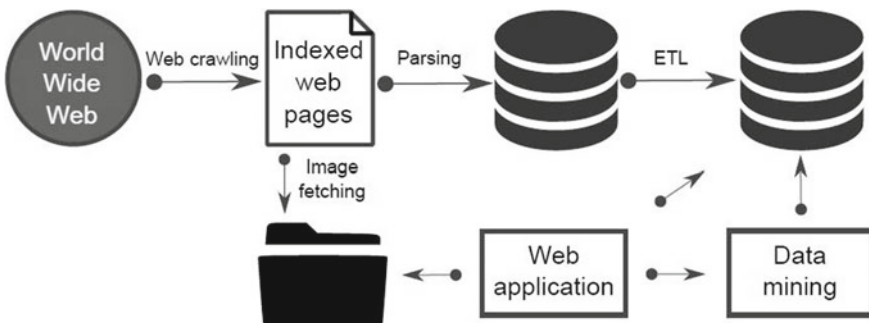 World
Wide
Web
Web crawling
Indexed
web
pages
Parsing
ETL
Image
fetching
Web
application
Data
mining